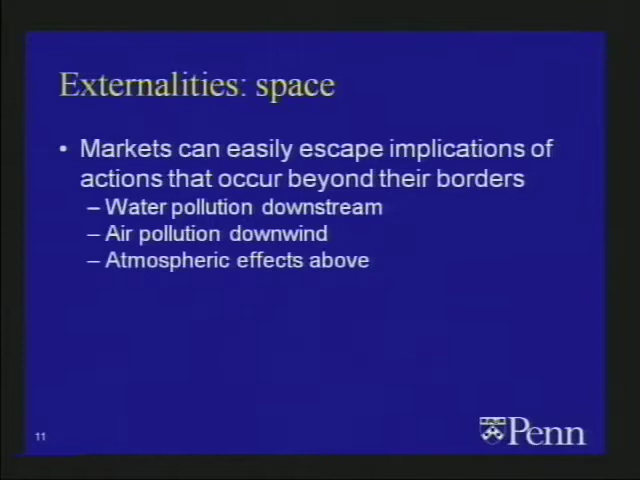 Externalities: space
• Markets can easily escape implications of
actions that occur beyond their borders
– Water pollution downstream
– Air pollution downwind
– Atmospheric effects above
11
Penn